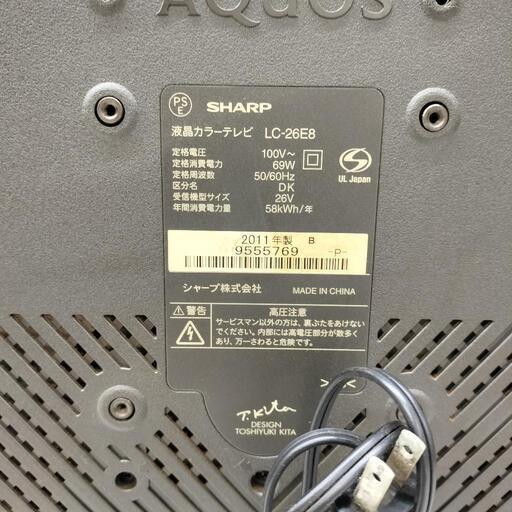 AQUOS
PS
E
SHARP
液晶カラーテレビ LC-26E8
定格電圧 100V～
定格消費電力 69W
定格周波数 50/60Hz
区分名 DK
受信機型サイズ 26V
年間消費電力量 58kWh/年
S
UL Japan
2011年製 B
9555769 -P-
シャープ株式会社 MADE IN CHINA
警告 高圧注意
サービスマン以外の方は、裏ぶたをあけない
でください。内部には高電圧部分が数多く
あり、万一さわると危険です。
T.Kita
DESIGN
TOSHIYUKI KITA